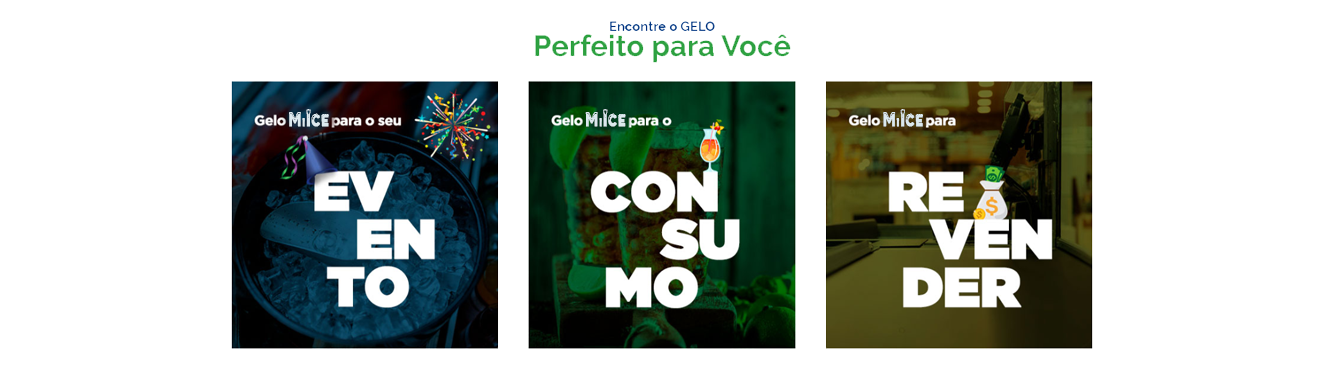 Encontre o GELO
Perfeito para Você
Gelo MIICE para o seu
EV
EN
TO
Gelo MIICE para o
CON
SU
MO
Gelo MIICE para
RE
VEN
DER